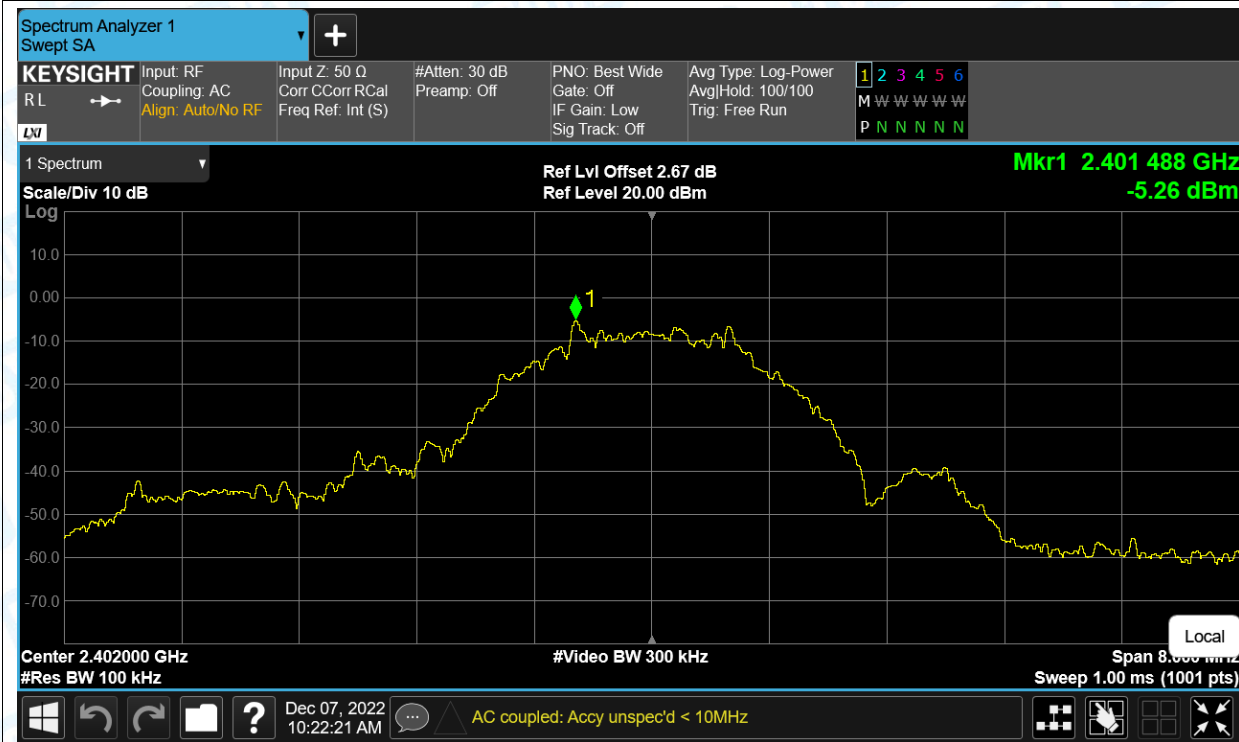 Spectrum Analyzer 1
Swept SA
KEYSIGHT
R L
LXI
Input: RF
Coupling: AC
Align: Auto/No RF
Input Z: 50 Ω
Corr CCorr RCal
Freq Ref: Int (S)
#Atten: 30 dB
Preamp: Off
PNO: Best Wide
Gate: Off
IF Gain: Low
Sig Track: Off
Avg Type: Log-Power
Avg|Hold: 100/100
Trig: Free Run
1 2 3 4 5 6
M W W W W W
P N N N N N
1 Spectrum
Scale/Div 10 dB
Log
Ref Lvl Offset 2.67 dB
Ref Level 20.00 dBm
Mkr1 2.401 488 GHz
-5.26 dBm
10.0
0.00
1
-10.0
-20.0
-30.0
-40.0
-50.0
-60.0
-70.0
Local
Center 2.402000 GHz
#Res BW 100 kHz
#Video BW 300 kHz
Span 8.000 MHz
Sweep 1.00 ms (1001 pts)
?
Dec 07, 2022
10:22:21 AM
AC coupled: Accy unspec'd < 10MHz